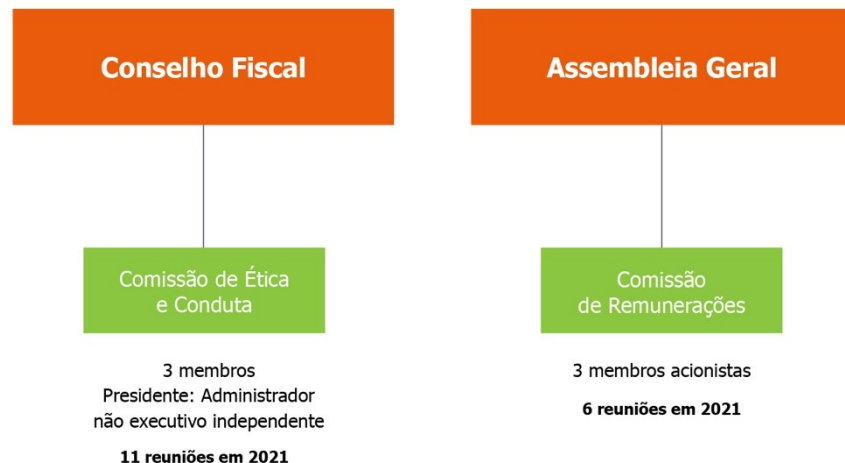 Conselho Fiscal
Comissão de Ética
e Conduta
3 membros
Presidente: Administrador
não executivo independente
11 reuniões em 2021
Assembleia Geral
Comissão
de Remunerações
3 membros acionistas
6 reuniões em 2021